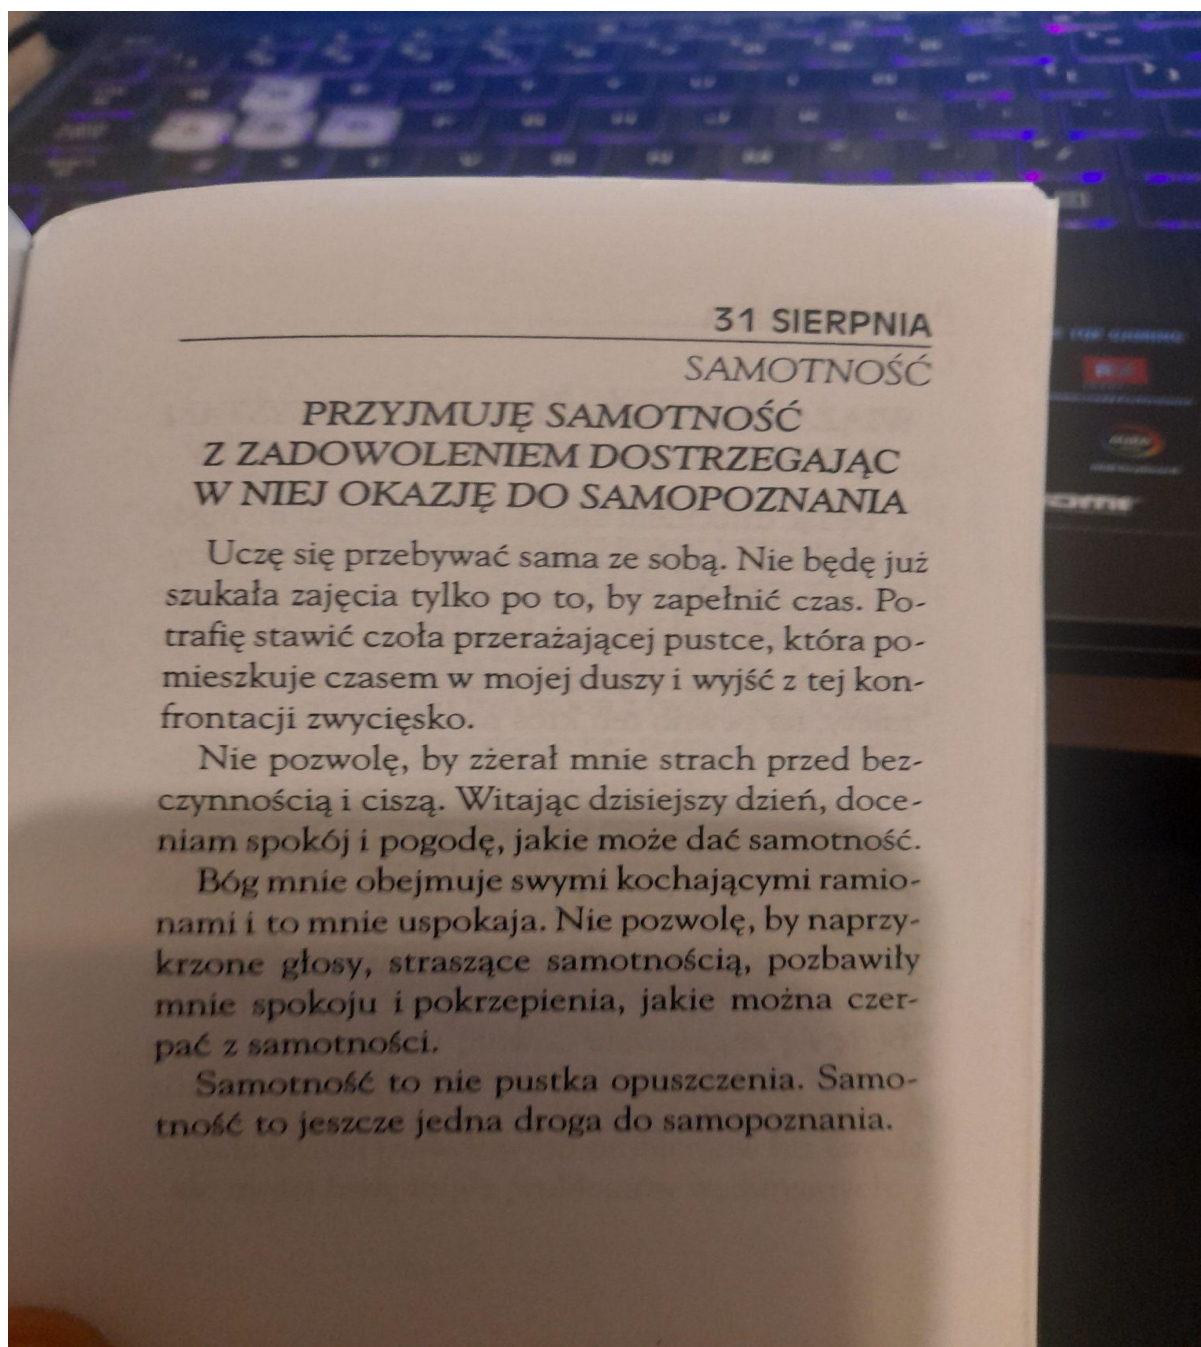 31 SIERPNIA
SAMOTNOŚĆ
PRZYJMUJĘ SAMOTNOŚĆ
Z ZADOWOLENIEM DOSTRZEGAJĄC
W NIEJ OKAZJĘ DO SAMOPOZNANIA
Uczę się przebywać sama ze sobą. Nie będę już
szukała zajęcia tylko po to, by zapełnić czas. Po-
trafię stawić czoła przerażającej pustce, która po-
mieszkuje czasem w mojej duszy i wyjść z tej kon-
frontacji zwycięsko.
Nie pozwolę, by zżerał mnie strach przed bez-
czynnością i ciszą. Witając dzisiejszy dzień, doce-
niam spokój i pogodę, jakie może dać samotność.
Bóg mnie obejmuje swymi kochającymi ramio-
nami i to mnie uspokaja. Nie pozwolę, by naprzy-
krzone głosy, straszące samotnością, pozbawiły
mnie spokoju i pokrzepienia, jakie można czer-
pać z samotności.
Samotność to nie pustka opuszczenia. Samo-
tność to jeszcze jedna droga do samopoznania.